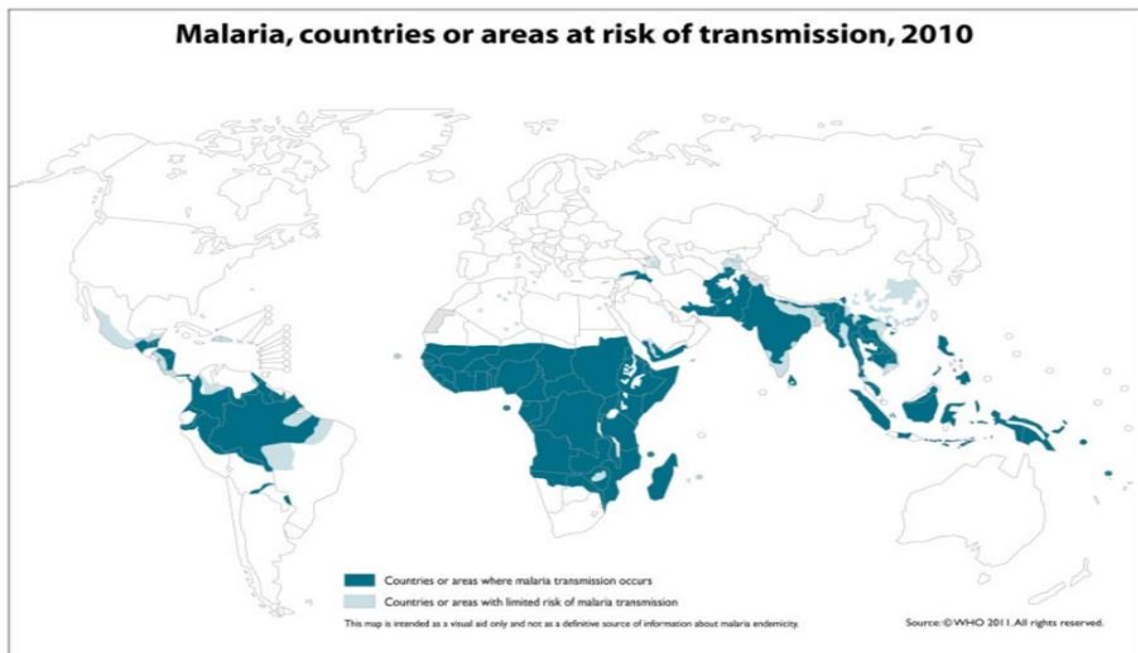 Malaria, countries or areas at risk of transmission, 2010
Countries or areas where malaria transmission occurs
Countries or areas with limited risk of malaria transmission
This map is intended as a visual aid only and not as a definitive source of information about malaria endemicity.
Source: © WHO 2011. All rights reserved.